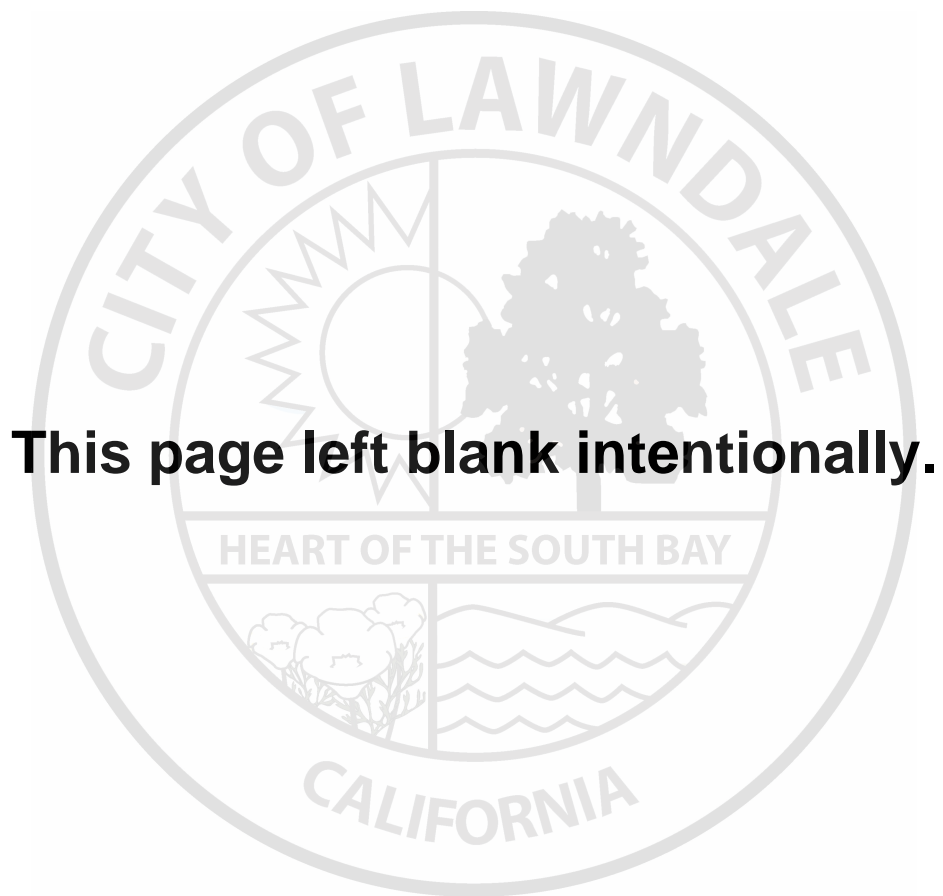 CITY OF LAWNDALE
This page left blank intentionally.
HEART OF THE SOUTH BAY
CALIFORNIA